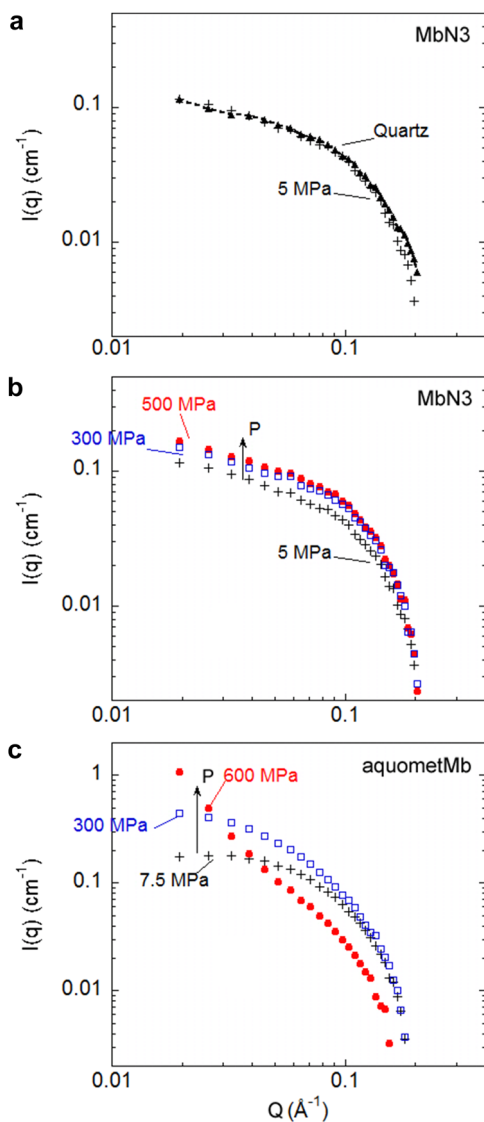 a
MbN3
0.1
Quartz
I(q) (cm⁻¹)
5 MPa
0.01
0.01
0.1
b
MbN3
500 MPa
P
300 MPa
0.1
I(q) (cm⁻¹)
5 MPa
0.01
0.01
0.1
c
aquometMb
1
P
600 MPa
300 MPa
I(q) (cm⁻¹)
7.5 MPa
0.1
0.01
0.01
0.1
Q (Å⁻¹)